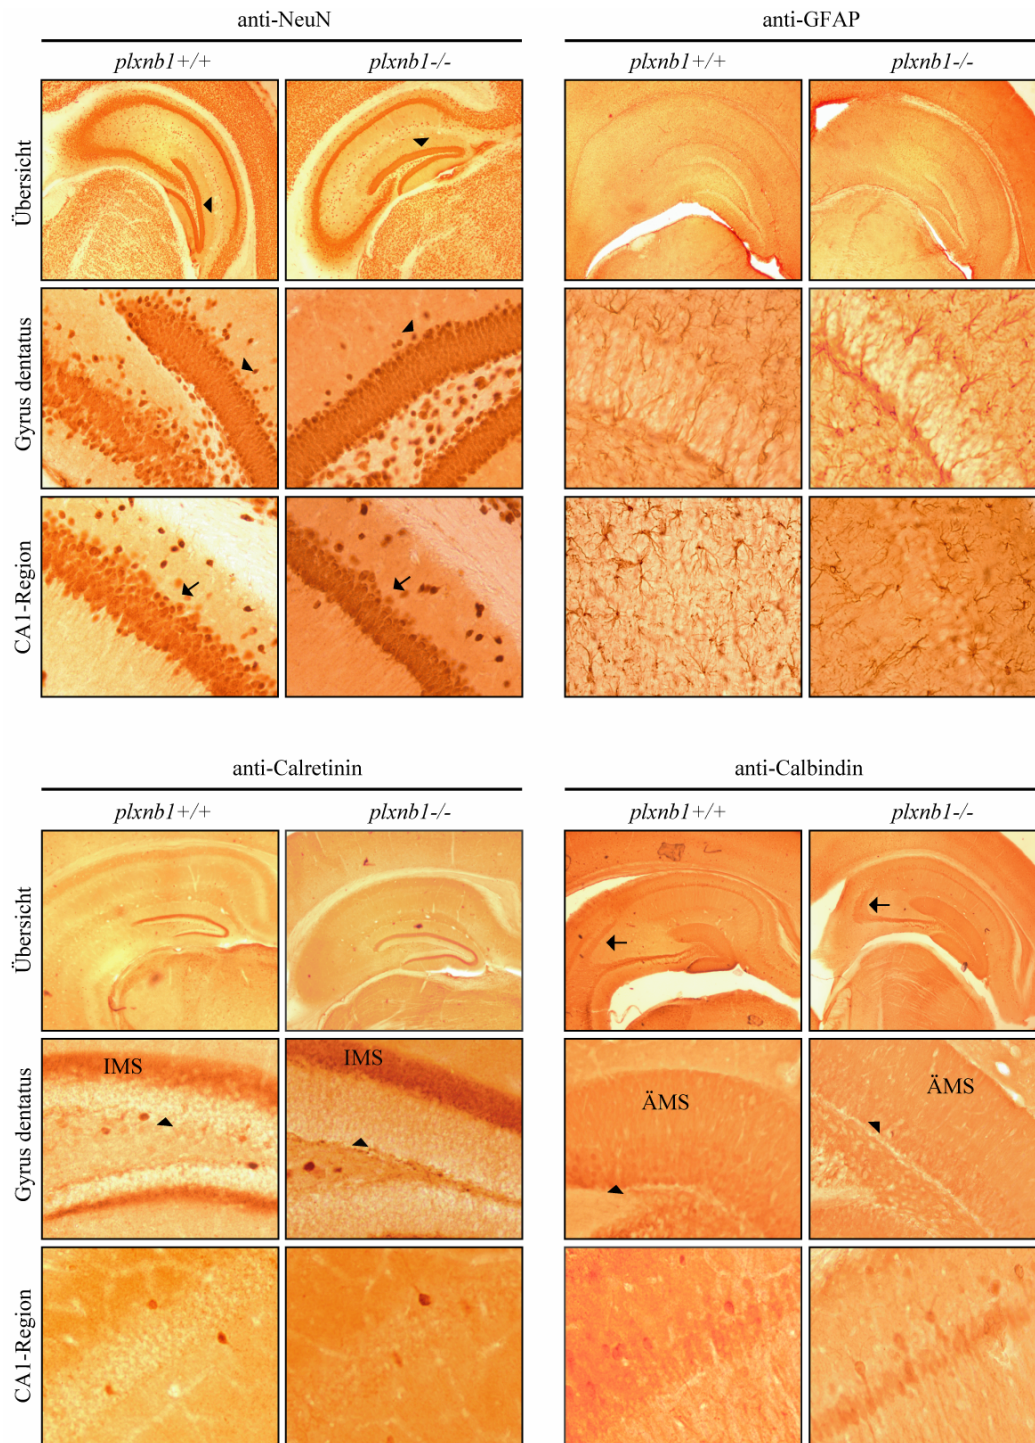 anti-NeuN
anti-GFAP
plxnb1+/+
plxnb1-/-
plxnb1+/+
plxnb1-/-
Übersicht
Gyrus dentatus
CA1-Region
anti-Calretinin
anti-Calbindin
plxnb1+/+
plxnb1-/-
plxnb1+/+
plxnb1-/-
Übersicht
Gyrus dentatus
IMS
IMS
ÄMS
ÄMS
CA1-Region